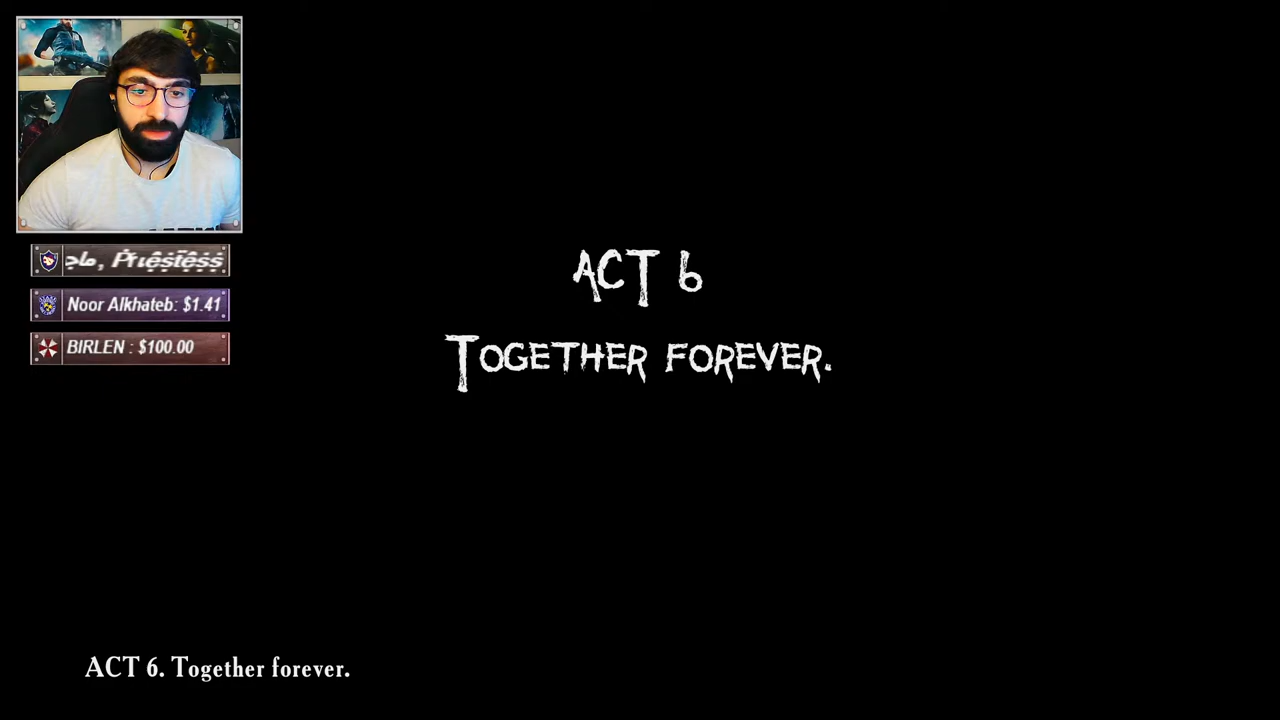 Noor Alkhateb: $1.41
BIRLEN : $100.00
ACT 6
TOGETHER FOREVER.
ACT 6. Together forever.